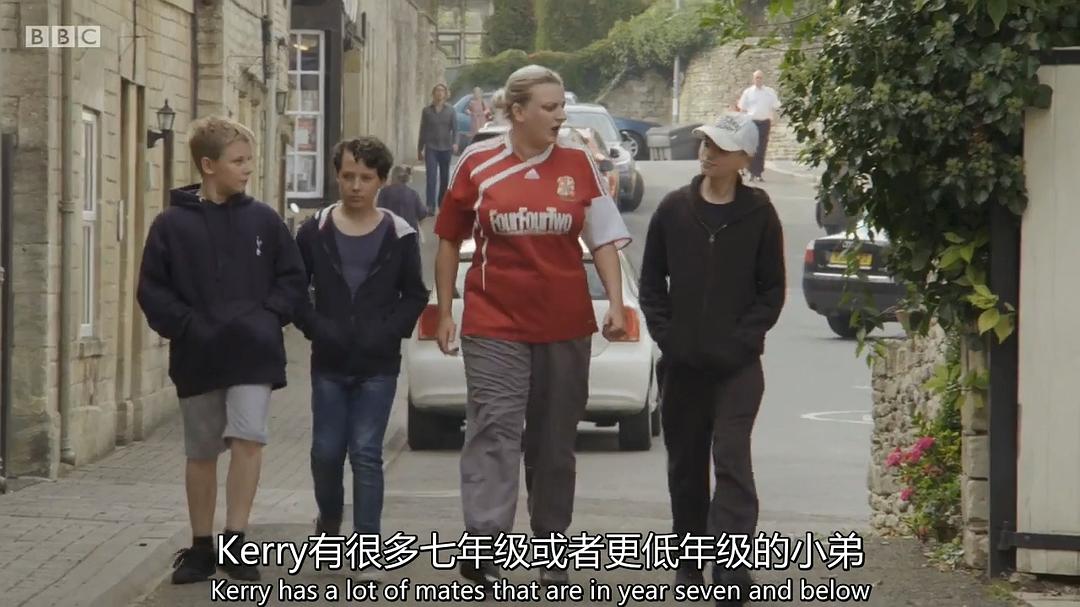 BBC
FourFourTwo
Kerry有很多七年级或者更低年级的小弟
Kerry has a lot of mates that are in year seven and below